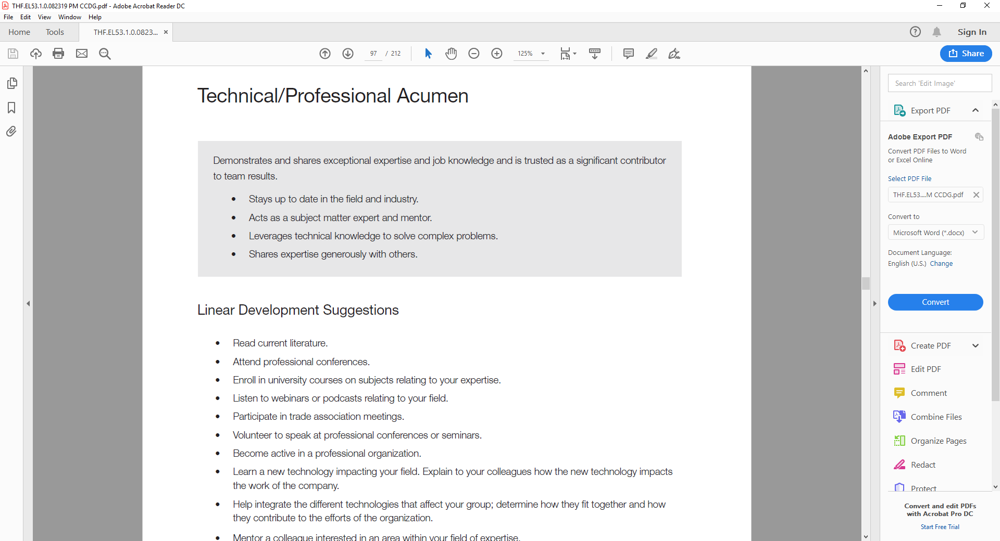 THF.EL53.1.0.082319 PM CCDG.pdf - Adobe Acrobat Reader DC
File Edit View Window Help
Home Tools THF.EL53.1.0.0823... × Sign In
97 / 212 125% Share
Technical/Professional Acumen
Demonstrates and shares exceptional expertise and job knowledge and is trusted as a significant contributor
to team results.
• Stays up to date in the field and industry.
• Acts as a subject matter expert and mentor.
• Leverages technical knowledge to solve complex problems.
• Shares expertise generously with others.
Linear Development Suggestions
• Read current literature.
• Attend professional conferences.
• Enroll in university courses on subjects relating to your expertise.
• Listen to webinars or podcasts relating to your field.
• Participate in trade association meetings.
• Volunteer to speak at professional conferences or seminars.
• Become active in a professional organization.
• Learn a new technology impacting your field. Explain to your colleagues how the new technology impacts
the work of the company.
• Help integrate the different technologies that affect your group; determine how they fit together and how
they contribute to the efforts of the organization.
• Mentor a colleague interested in an area within your field of expertise.
Search 'Edit Image'
Export PDF
Adobe Export PDF
Convert PDF Files to Word
or Excel Online
Select PDF File
THF.EL53....M CCDG.pdf
Convert to
Microsoft Word (*.docx)
Document Language:
English (U.S.) Change
Convert
Create PDF
Edit PDF
Comment
Combine Files
Organize Pages
Redact
Protect
Convert and edit PDFs
with Acrobat Pro DC
Start Free Trial